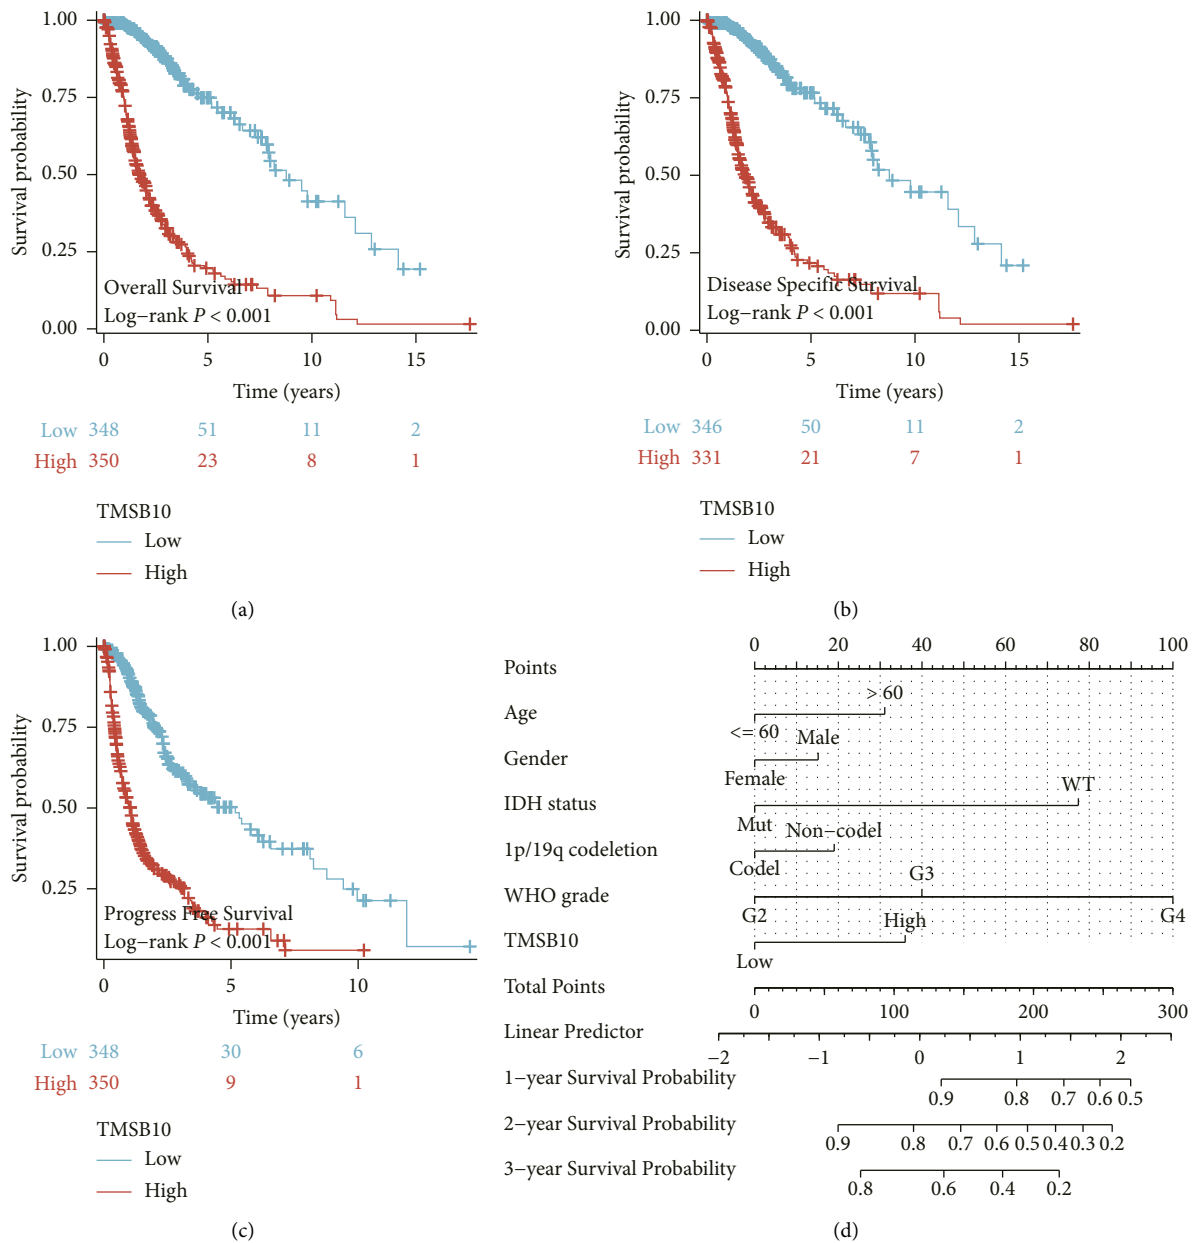 1.00
0.75
0.50
0.25
0.00
Survival probability
Overall Survival
Log−rank P < 0.001
0 5 10 15
Time (years)
Low 348 51 11 2
High 350 23 8 1
TMSB10
Low
High
(a)
1.00
0.75
0.50
0.25
0.00
Survival probability
Disease Specific Survival
Log−rank P < 0.001
0 5 10 15
Time (years)
Low 346 50 11 2
High 331 21 7 1
TMSB10
Low
High
(b)
1.00
0.75
0.50
0.25
Survival probability
Progress Free Survival
Log−rank P < 0.001
0 5 10
Time (years)
Low 348 30 6
High 350 9 1
TMSB10
Low
High
(c)
0 20 40 60 80 100
Points
> 60
Age
<= 60
Male
Gender
Female
WT
IDH status
Mut
Non−codel
1p/19q codeletion
Codel
G3
WHO grade
G2 G4
High
TMSB10
Low
Total Points
0 100 200 300
Linear Predictor
−2 −1 0 1 2
1−year Survival Probability
0.9 0.8 0.7 0.6 0.5
2−year Survival Probability
0.9 0.8 0.7 0.6 0.5 0.4 0.3 0.2
3−year Survival Probability
0.8 0.6 0.4 0.2
(d)